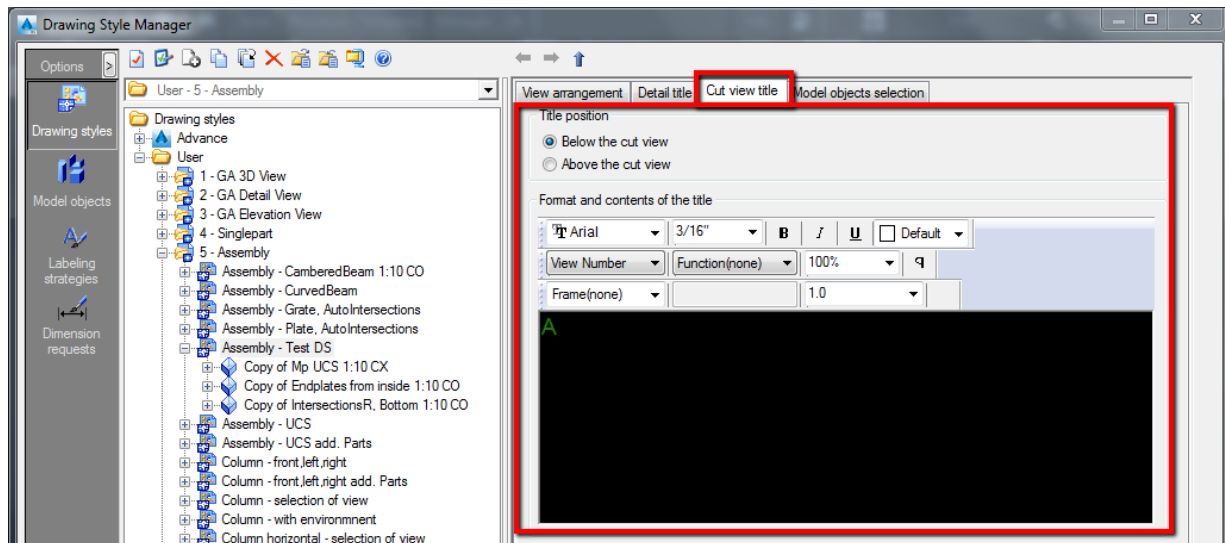 Drawing Style Manager
Options
Drawing styles
Model objects
Labeling
strategies
Dimension
requests
User - 5 - Assembly
Drawing styles
Advance
User
1 - GA 3D View
2 - GA Detail View
3 - GA Elevation View
4 - Singlepart
5 - Assembly
Assembly - CamberedBeam 1:10 CO
Assembly - CurvedBeam
Assembly - Grate, AutoIntersections
Assembly - Plate, AutoIntersections
Assembly - Test DS
Copy of Mp UCS 1:10 CX
Copy of Endplates from inside 1:10 CO
Copy of IntersectionsR, Bottom 1:10 CO
Assembly - UCS
Assembly - UCS add. Parts
Column - front,left,right
Column - front,left,right add. Parts
Column - selection of view
Column - with environmnent
Column horizontal - selection of view
View arrangement Detail title Cut view title Model objects selection
Title position
Below the cut view
Above the cut view
Format and contents of the title
Arial 3/16" B I U Default
View Number Function(none) 100% ¶
Frame(none) 1.0
A